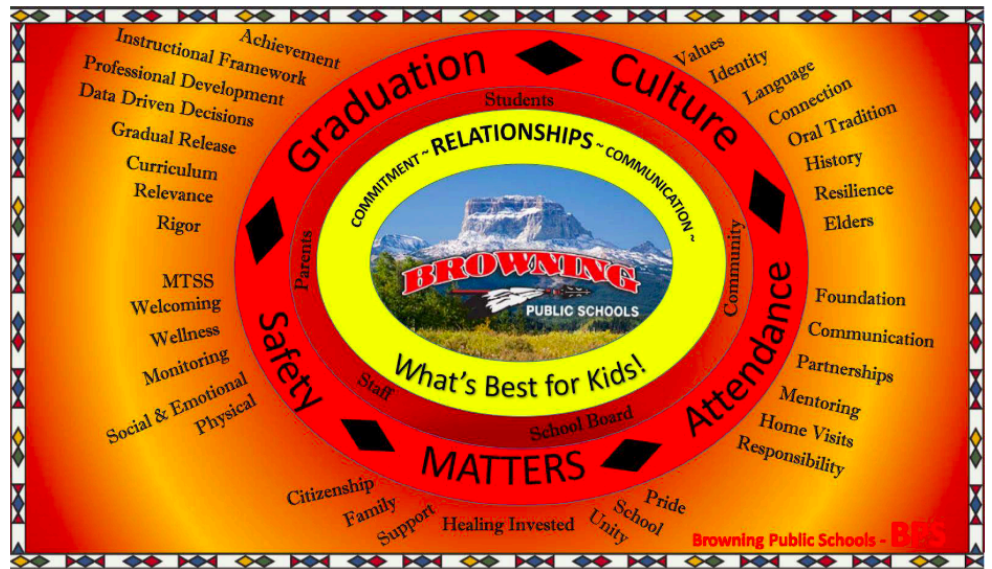 Achievement
Instructional Framework
Professional Development
Data Driven Decisions
Gradual Release
Curriculum
Relevance
Rigor
Graduation
Culture
Values
Identity
Language
Connection
Oral Tradition
History
Resilience
Elders
Students
COMMITMENT ~ RELATIONSHIPS ~ COMMUNICATION ~
Parents
Community
BROWNING
PUBLIC SCHOOLS
What's Best for Kids!
Staff
School Board
Safety
MATTERS
Attendance
MTSS
Welcoming
Wellness
Monitoring
Social & Emotional
Physical
Foundation
Communication
Partnerships
Mentoring
Home Visits
Responsibility
Citizenship
Family
Support
Healing Invested
Unity
School
Pride
Browning Public Schools - BPS